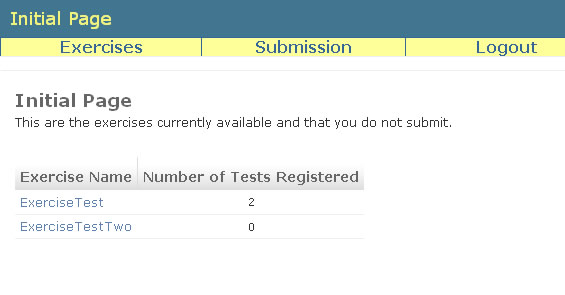 Initial Page
Exercises Submission Logout
Initial Page
This are the exercises currently available and that you do not submit.
Exercise Name Number of Tests Registered
ExerciseTest 2
ExerciseTestTwo 0